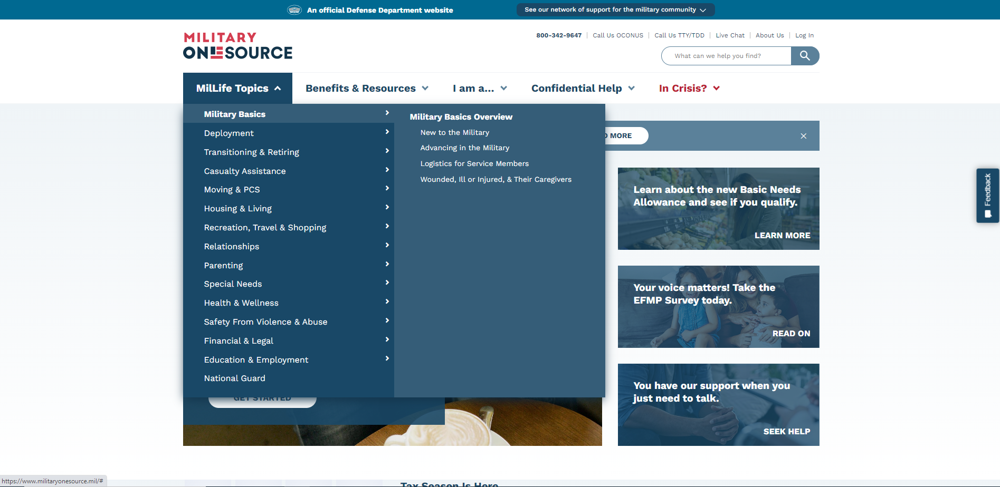 An official Defense Department website
See our network of support for the military community
MILITARY
ONESOURCE
800-342-9647
Call Us OCONUS
Call Us TTY/TDD
Live Chat
About Us
Log In
What can we help you find?
MilLife Topics
Benefits & Resources
I am a...
Confidential Help
In Crisis?
Military Basics
Deployment
Transitioning & Retiring
Casualty Assistance
Moving & PCS
Housing & Living
Recreation, Travel & Shopping
Relationships
Parenting
Special Needs
Health & Wellness
Safety From Violence & Abuse
Financial & Legal
Education & Employment
National Guard
Military Basics Overview
New to the Military
Advancing in the Military
Logistics for Service Members
Wounded, Ill or Injured, & Their Caregivers
MORE
Learn about the new Basic Needs
Allowance and see if you qualify.
LEARN MORE
Your voice matters! Take the
EFMP Survey today.
READ ON
You have our support when you
just need to talk.
SEEK HELP
Feedback
GET STARTED
https://www.militaryonesource.mil/#
Tax Season Is Here